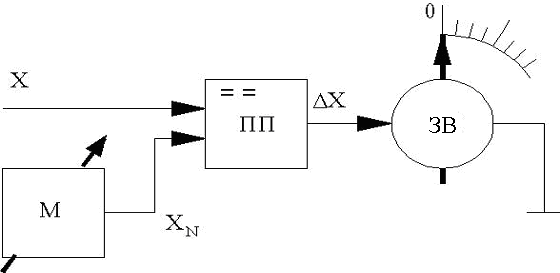 0
X
= =
ПП
ΔX
ЗВ
М
X_N